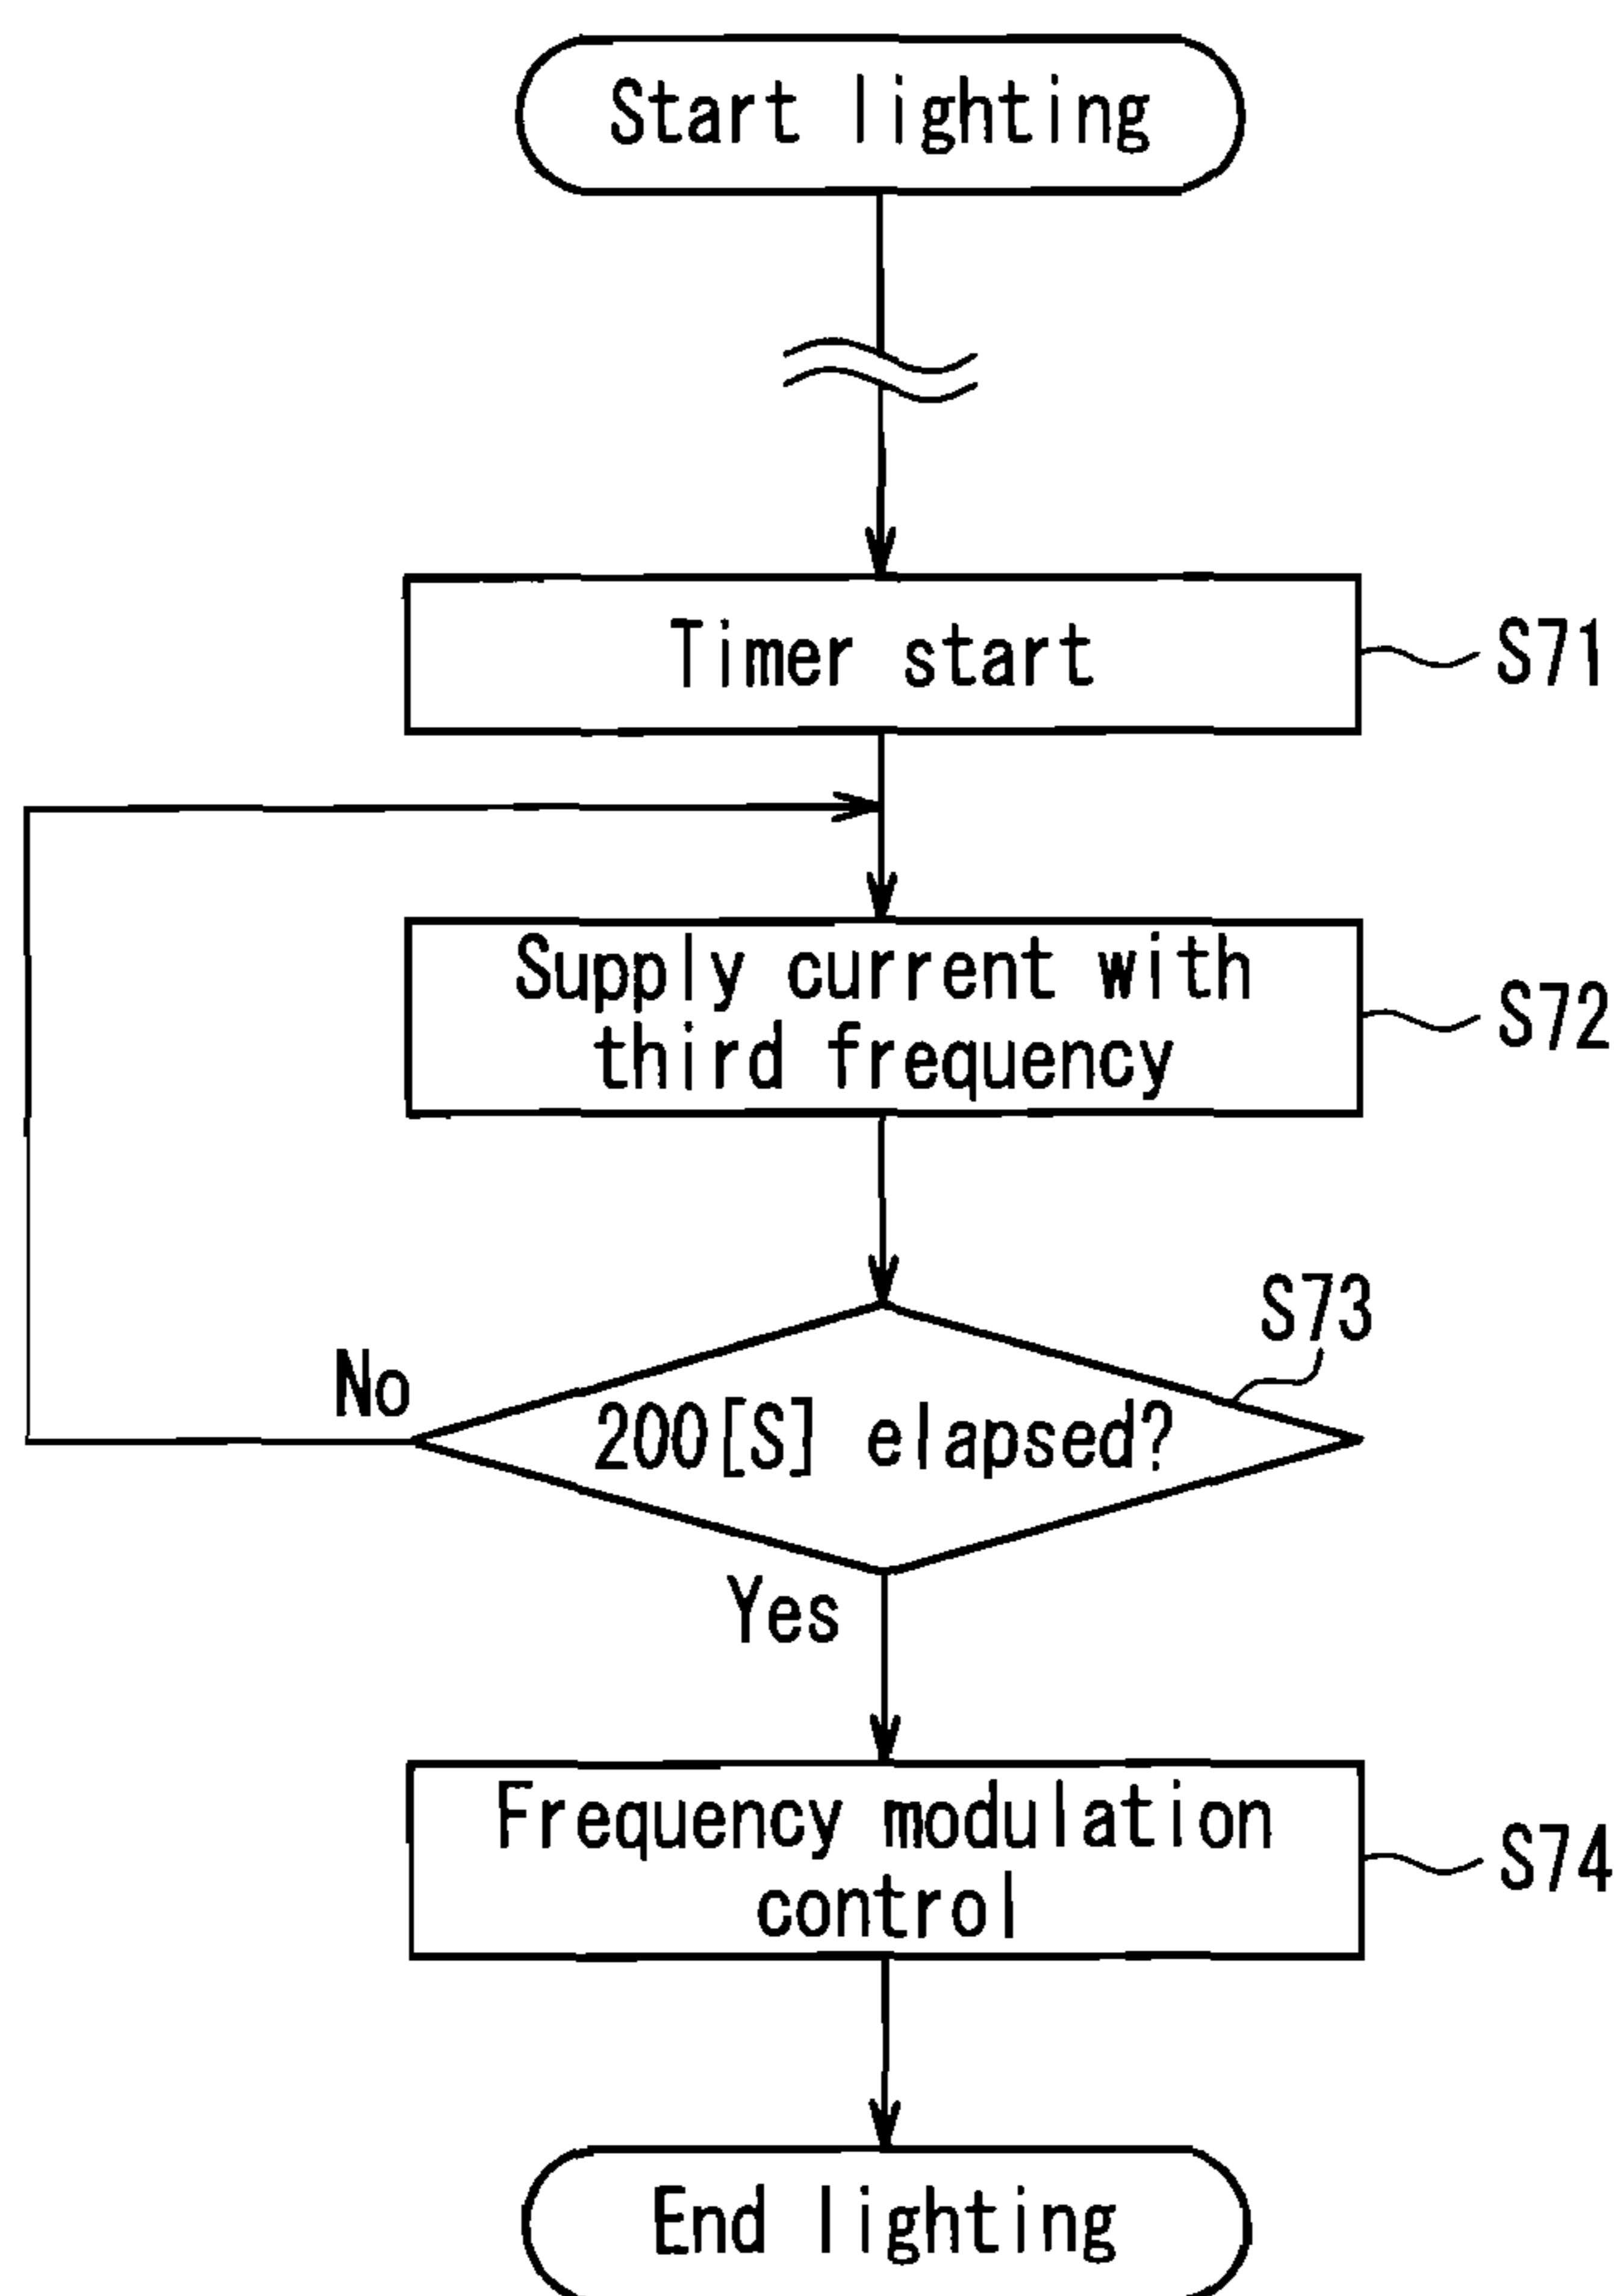 Start lighting
Timer start
S71
Supply current with
third frequency
S72
S73
No
200[S] elapsed?
Yes
Frequency modulation
control
S74
End lighting